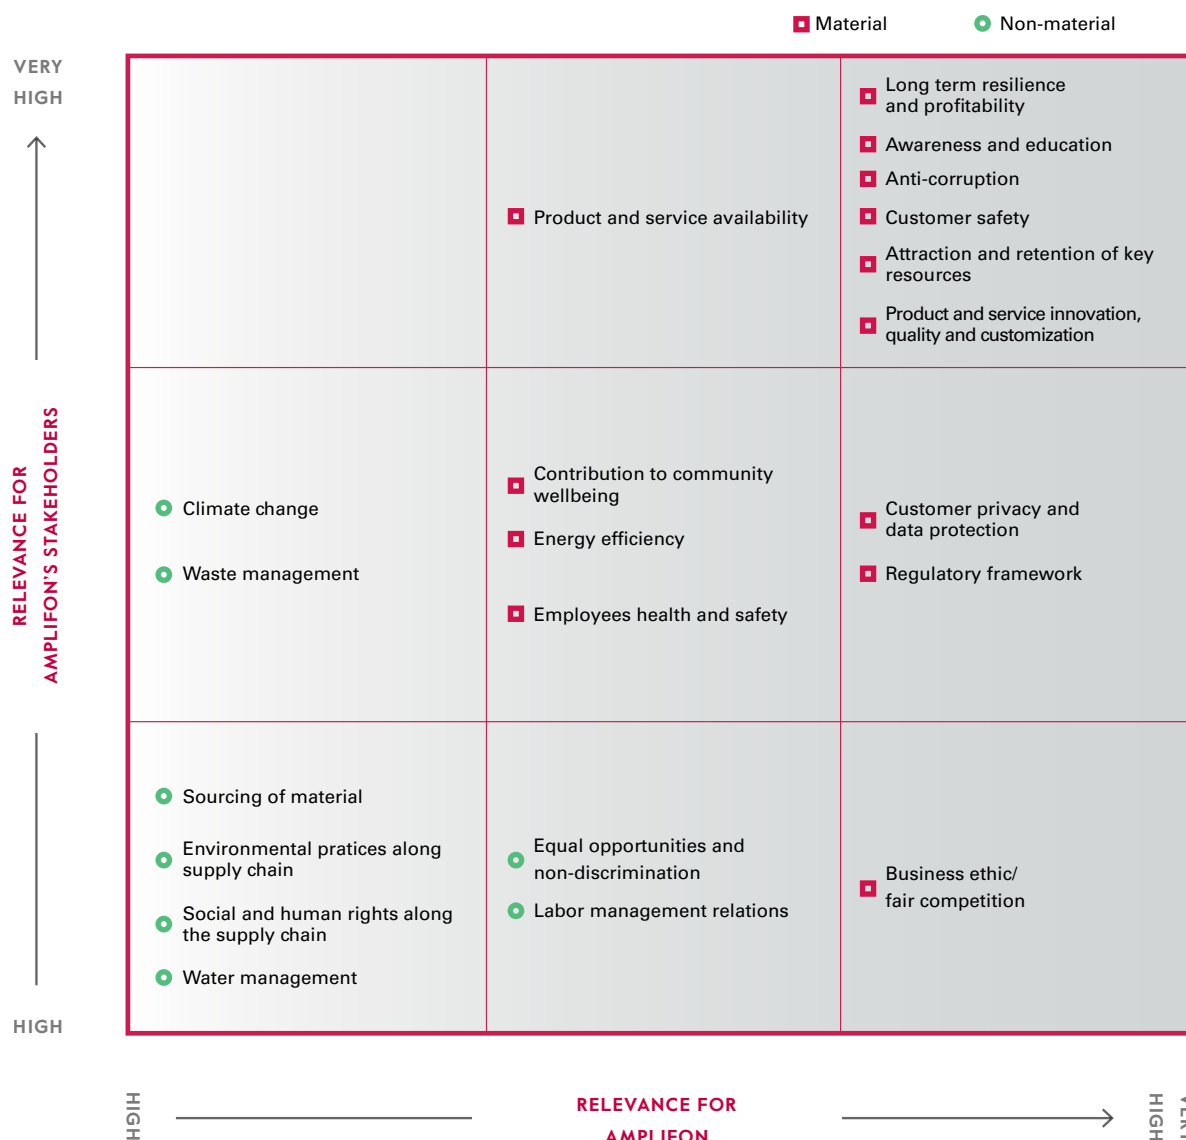 Material
Non-material
VERY
HIGH
Long term resilience
and profitability
Awareness and education
Anti-corruption
Product and service availability
Customer safety
Attraction and retention of key
resources
Product and service innovation,
quality and customization
RELEVANCE FOR
AMPLIFON'S STAKEHOLDERS
Climate change
Waste management
Contribution to community
wellbeing
Energy efficiency
Employees health and safety
Customer privacy and
data protection
Regulatory framework
Sourcing of material
Environmental pratices along
supply chain
Social and human rights along
the supply chain
Water management
Equal opportunities and
non-discrimination
Labor management relations
Business ethic/
fair competition
HIGH
HIGH
RELEVANCE FOR
AMPLIFON
VERY
HIGH